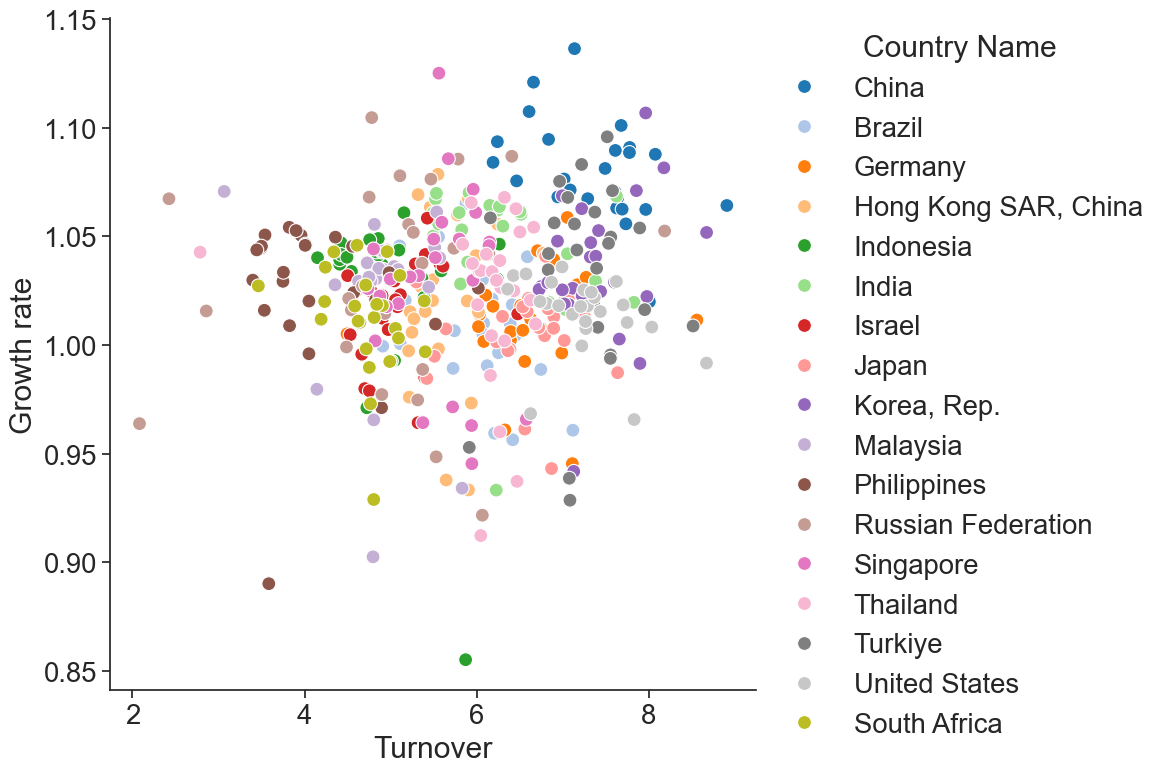 1.15
1.10
1.05
1.00
0.95
0.90
0.85
Growth rate
2 4 6 8
Turnover
Country Name
China
Brazil
Germany
Hong Kong SAR, China
Indonesia
India
Israel
Japan
Korea, Rep.
Malaysia
Philippines
Russian Federation
Singapore
Thailand
Turkiye
United States
South Africa